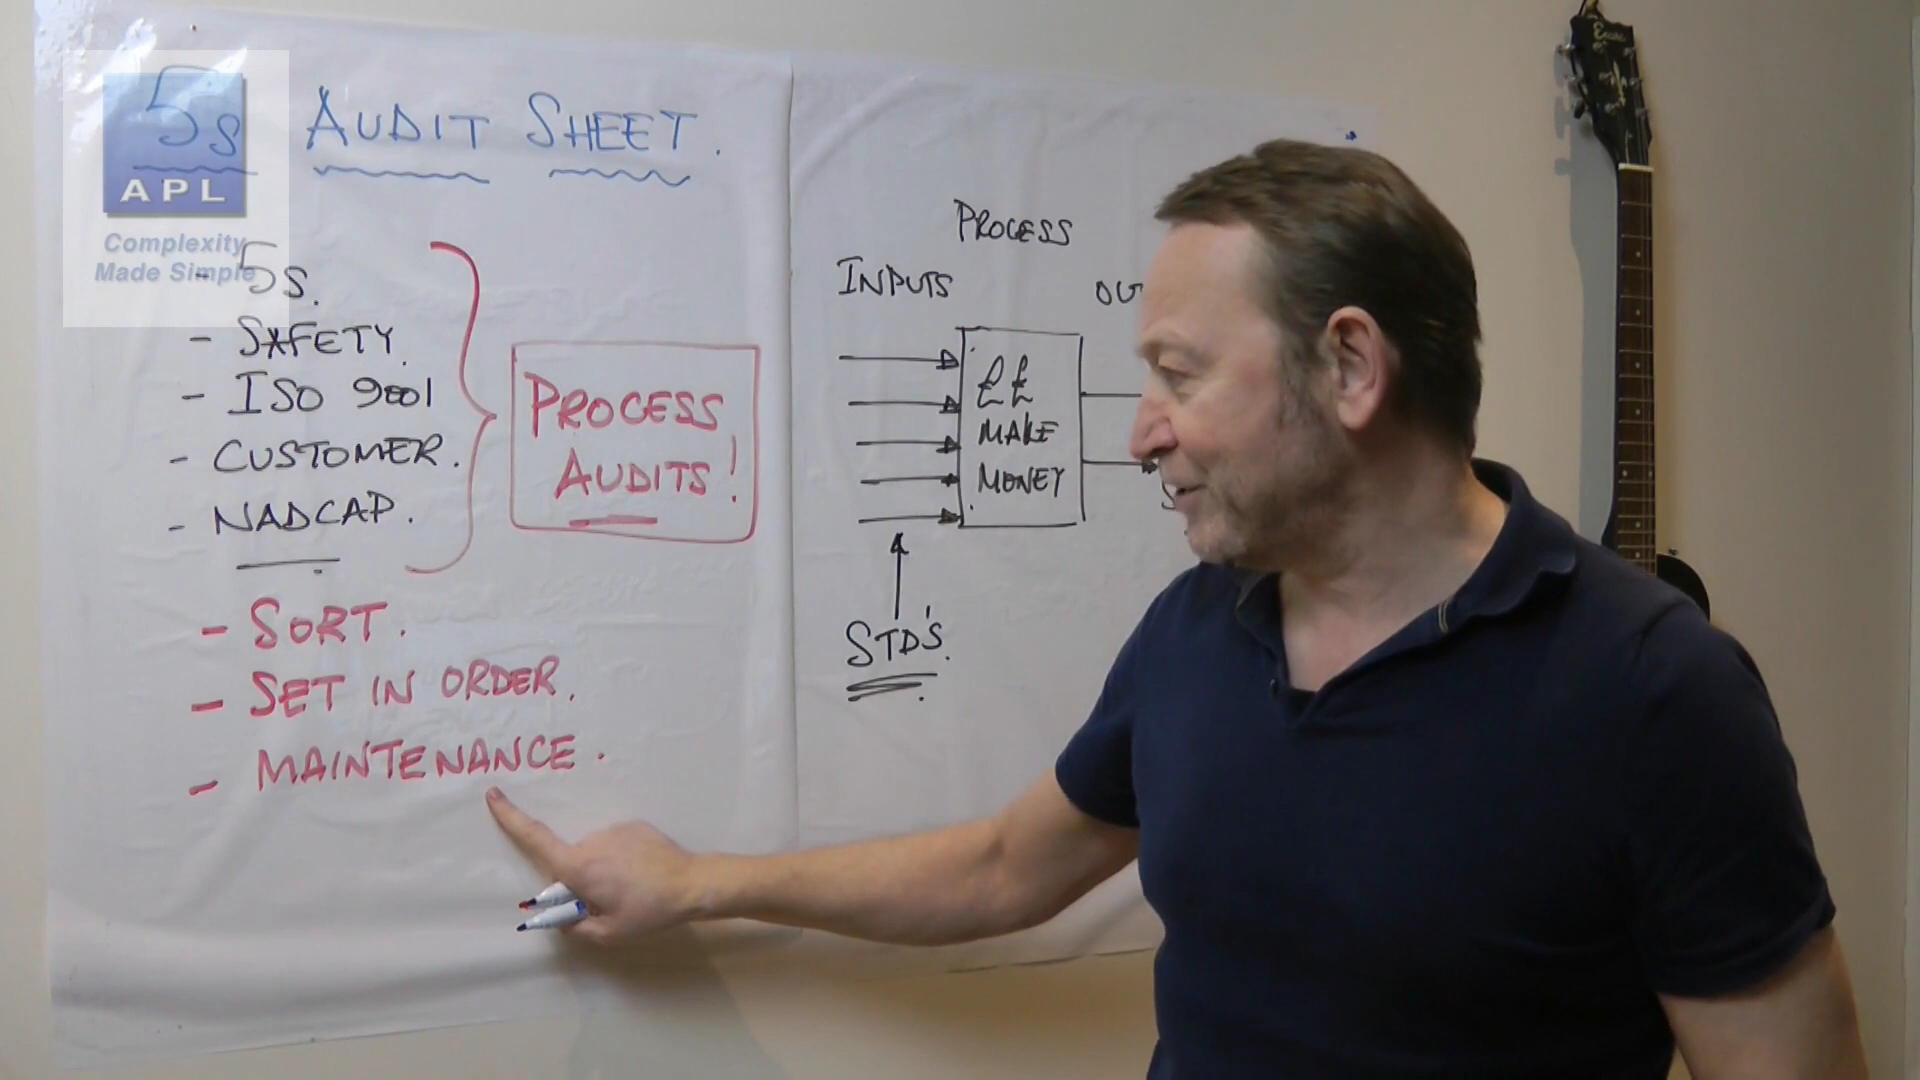 5s AUDIT SHEET.
APL
Complexity
Made Simple
- 5s.
- SAFETY.
- ISO 9001
- CUSTOMER.
- NADCAP.
PROCESS
AUDITS!
- SORT.
- SET IN ORDER.
- MAINTENANCE.
PROCESS
INPUTS
OU
££
MAKE
MONEY
STD'S.